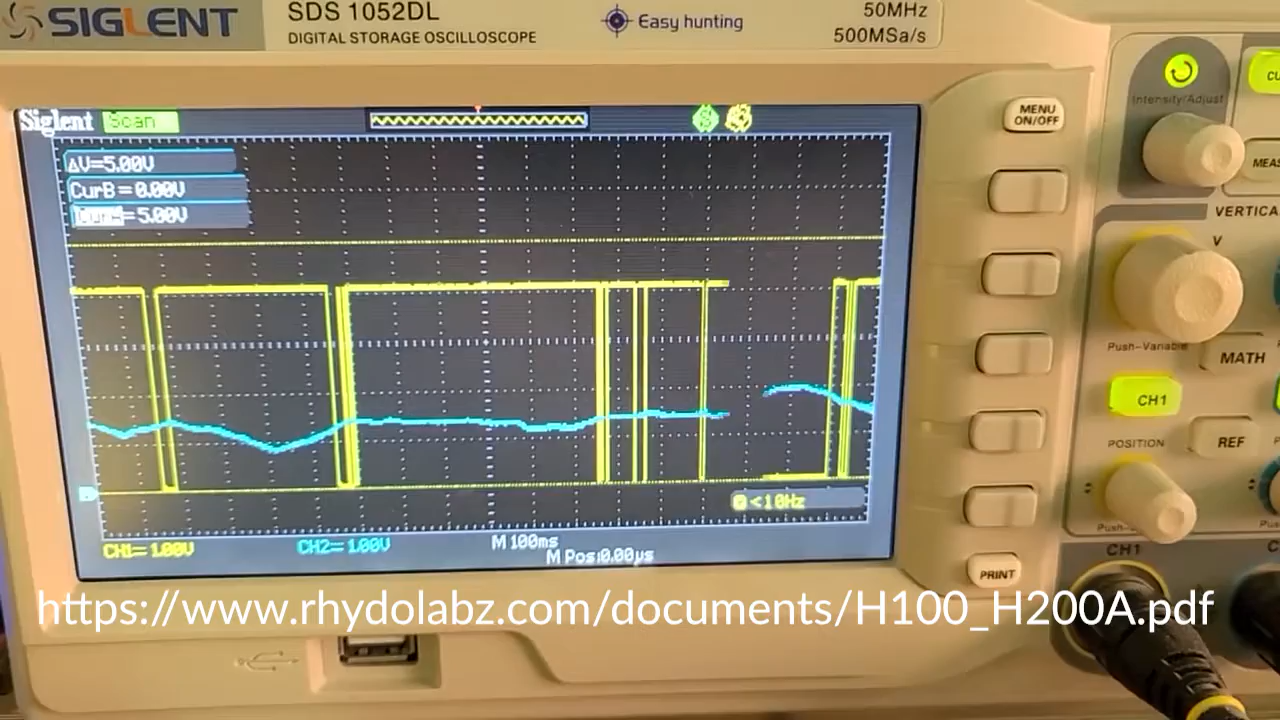 SIGLENT
SDS 1052DL
DIGITAL STORAGE OSCILLOSCOPE
Easy hunting
50MHz
500MSa/s
Siglent Scan
MENU
ON/OFF
Intensity/Adjust
ΔV=5.00V
CurB = 0.00V
= 5.00V
V
Push-Variable
MATH
CH1
POSITION
REF
<10Hz
CH1= 1.00V
CH2= 1.00V
M 100ms
M Pos:0.00µs
CH1
PRINT
https://www.rhydolabz.com/documents/H100_H200A.pdf